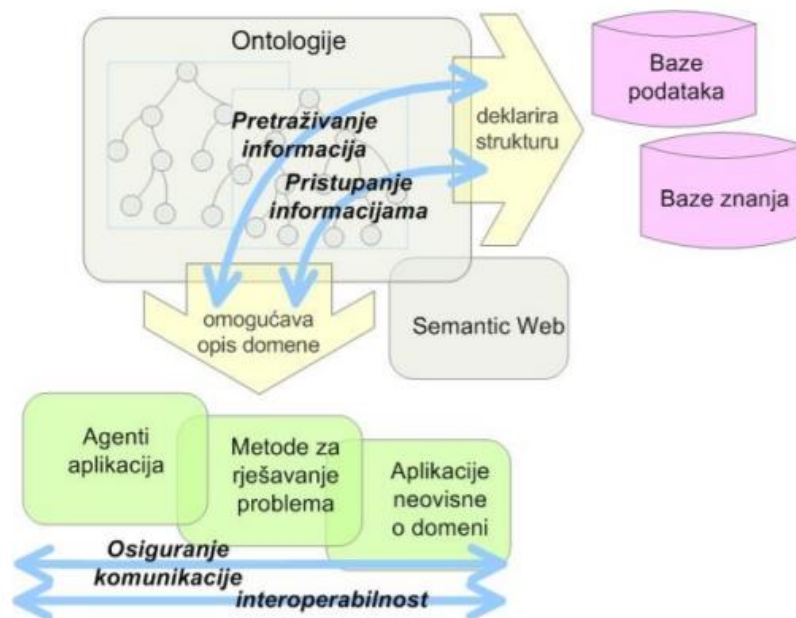 Ontologije
Pretraživanje
informacija
Pristupanje
informacijama
deklarira
strukturu
Baze
podataka
Baze znanja
omogućava
opis domene
Semantic Web
Agenti
aplikacija
Metode za
rješavanje
problema
Aplikacije
neovisne
o domeni
Osiguranje
komunikacije
interoperabilnost